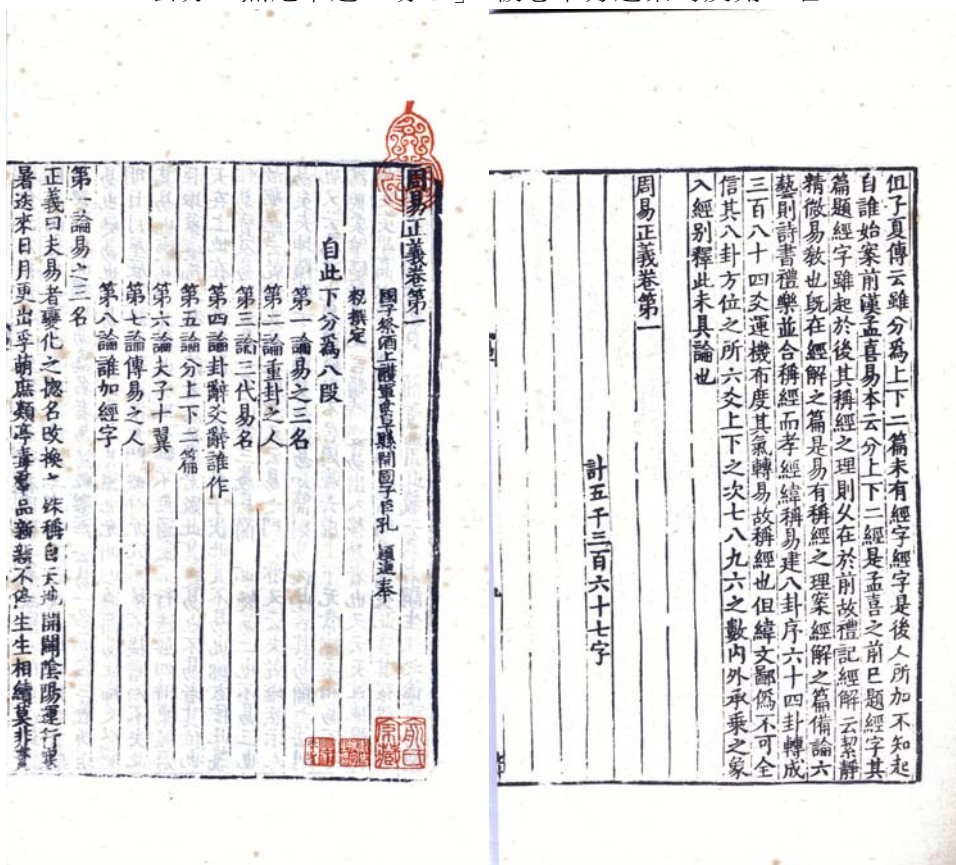 周易正義卷第一
國子祭酒上護軍曲阜縣開國子臣孔 穎達奉
敕撰定
自此下分爲八段
第一論易之三名
第二論重卦之人
第三論三代易名
第四論卦辭爻辭誰作
第五論分上下二篇
第六論夫子十翼
第七論傳易之人
第八論誰加經字
第 論易之三名
正義曰夫易者變化之揔名改換之殊稱自天地開闢陰陽運行寒
暑迭來日月更出孚萌庶類亭毒羣品新新不停生生相續莫非資
但子夏傳云雖分爲上下二篇未有經字經字是後人所加不知起
自誰始案前漢孟喜易本云分上下二經是孟喜之前已題經字其
篇題經字雖起於後其稱經之理則久在於前故禮記經解云絜靜
精微易教也既在經解之篇是易有稱經之理案經解之篇備論六
藝則詩書禮樂並合稱經而孝經緯稱易建八卦序六十四卦轉成
三百八十四爻運機布度其氣轉易故稱經也但緯文鄙僞不可全
信其八卦方位之所六爻上下之次七八九六之數内外承乘之象
入經别釋此未具論也
周易正義卷第一
計五千三百六十七字